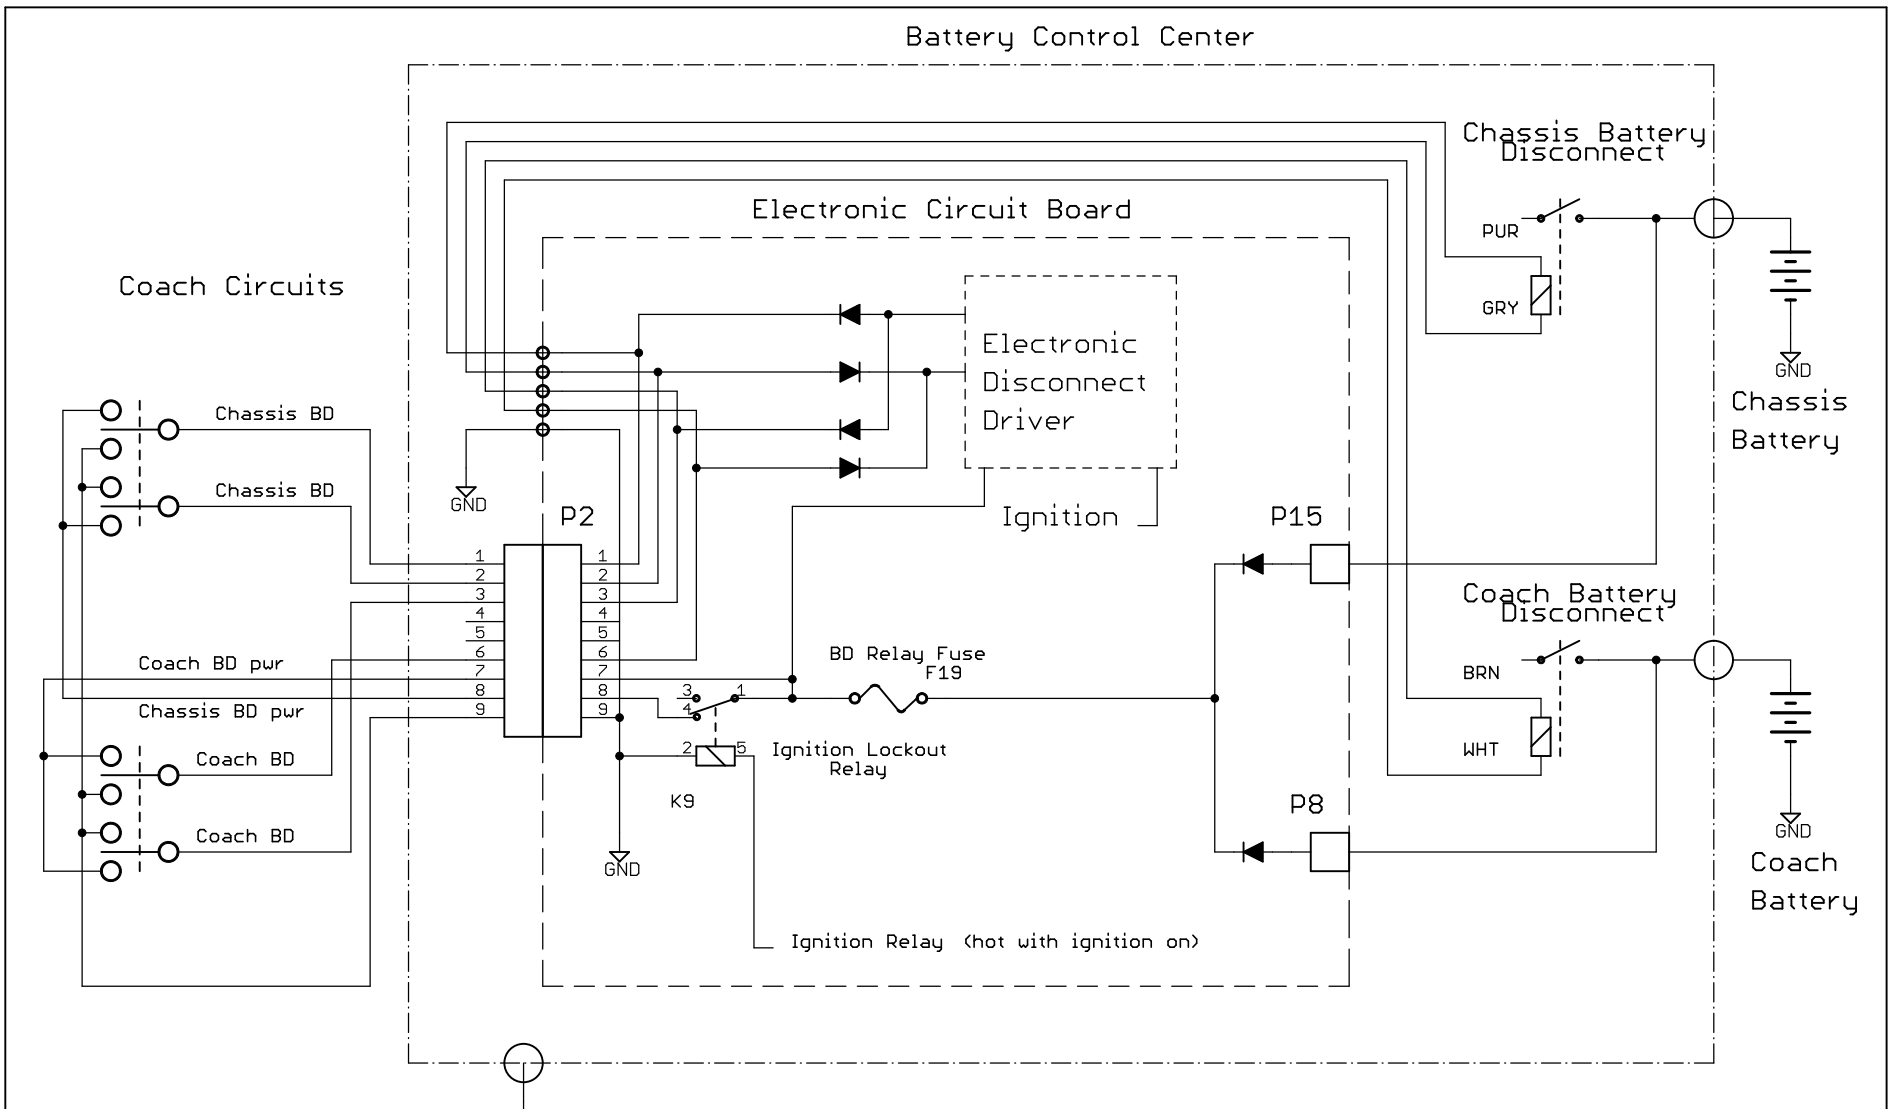 Battery Control Center
Chassis Battery
Disconnect
Electronic Circuit Board
PUR
Coach Circuits
GRY
Electronic
Disconnect
Driver
GND
Chassis
Battery
Chassis BD
Chassis BD
GND
P2
Ignition
P15
1
2
3
4
5
6
7
8
9
1
2
3
4
5
6
7
8
9
Coach Battery
Disconnect
BRN
WHT
BD Relay Fuse
F19
Coach BD pwr
Chassis BD pwr
3
1
4
2
5
Ignition Lockout
Relay
K9
Coach BD
Coach BD
P8
GND
GND
Coach
Battery
Ignition Relay (hot with ignition on)